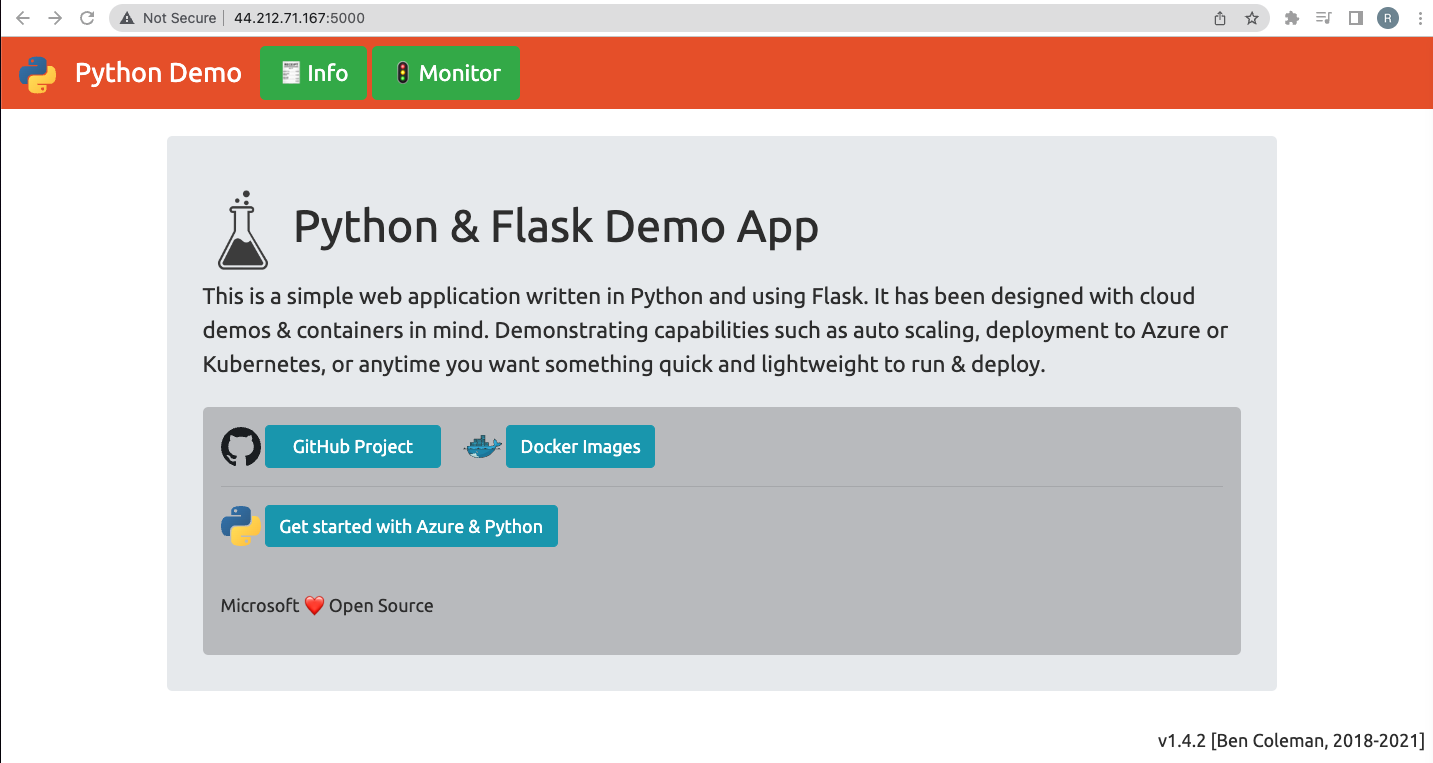 Not Secure 44.212.71.167:5000
R
Python Demo Info Monitor
Python & Flask Demo App
This is a simple web application written in Python and using Flask. It has been designed with cloud
demos & containers in mind. Demonstrating capabilities such as auto scaling, deployment to Azure or
Kubernetes, or anytime you want something quick and lightweight to run & deploy.
GitHub Project Docker Images
Get started with Azure & Python
Microsoft ❤️ Open Source
v1.4.2 [Ben Coleman, 2018-2021]